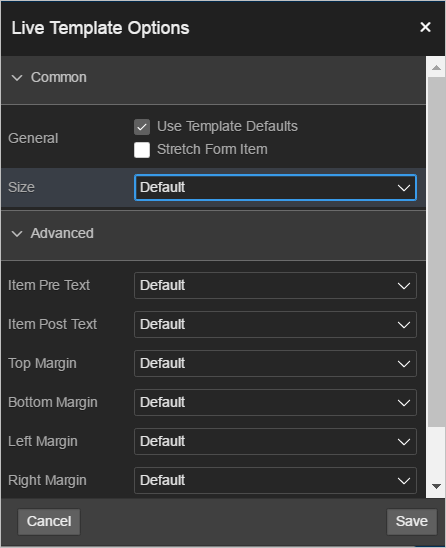 Live Template Options
Common
General
Use Template Defaults
Stretch Form Item
Size Default
Advanced
Item Pre Text Default
Item Post Text Default
Top Margin Default
Bottom Margin Default
Left Margin Default
Right Margin Default
Cancel Save